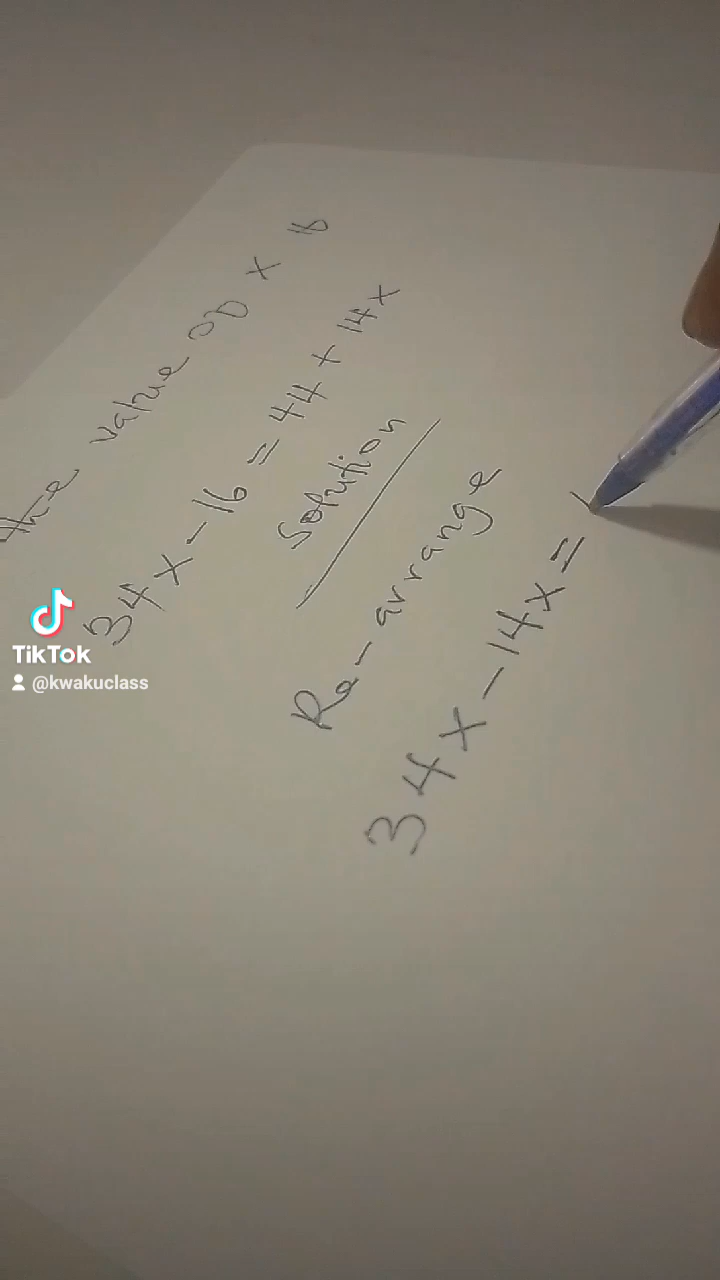 the value of x if
34x - 16 = 44 + 14x
Solution
Re-arrange
34x - 14x =
TikTok
@kwakuclass